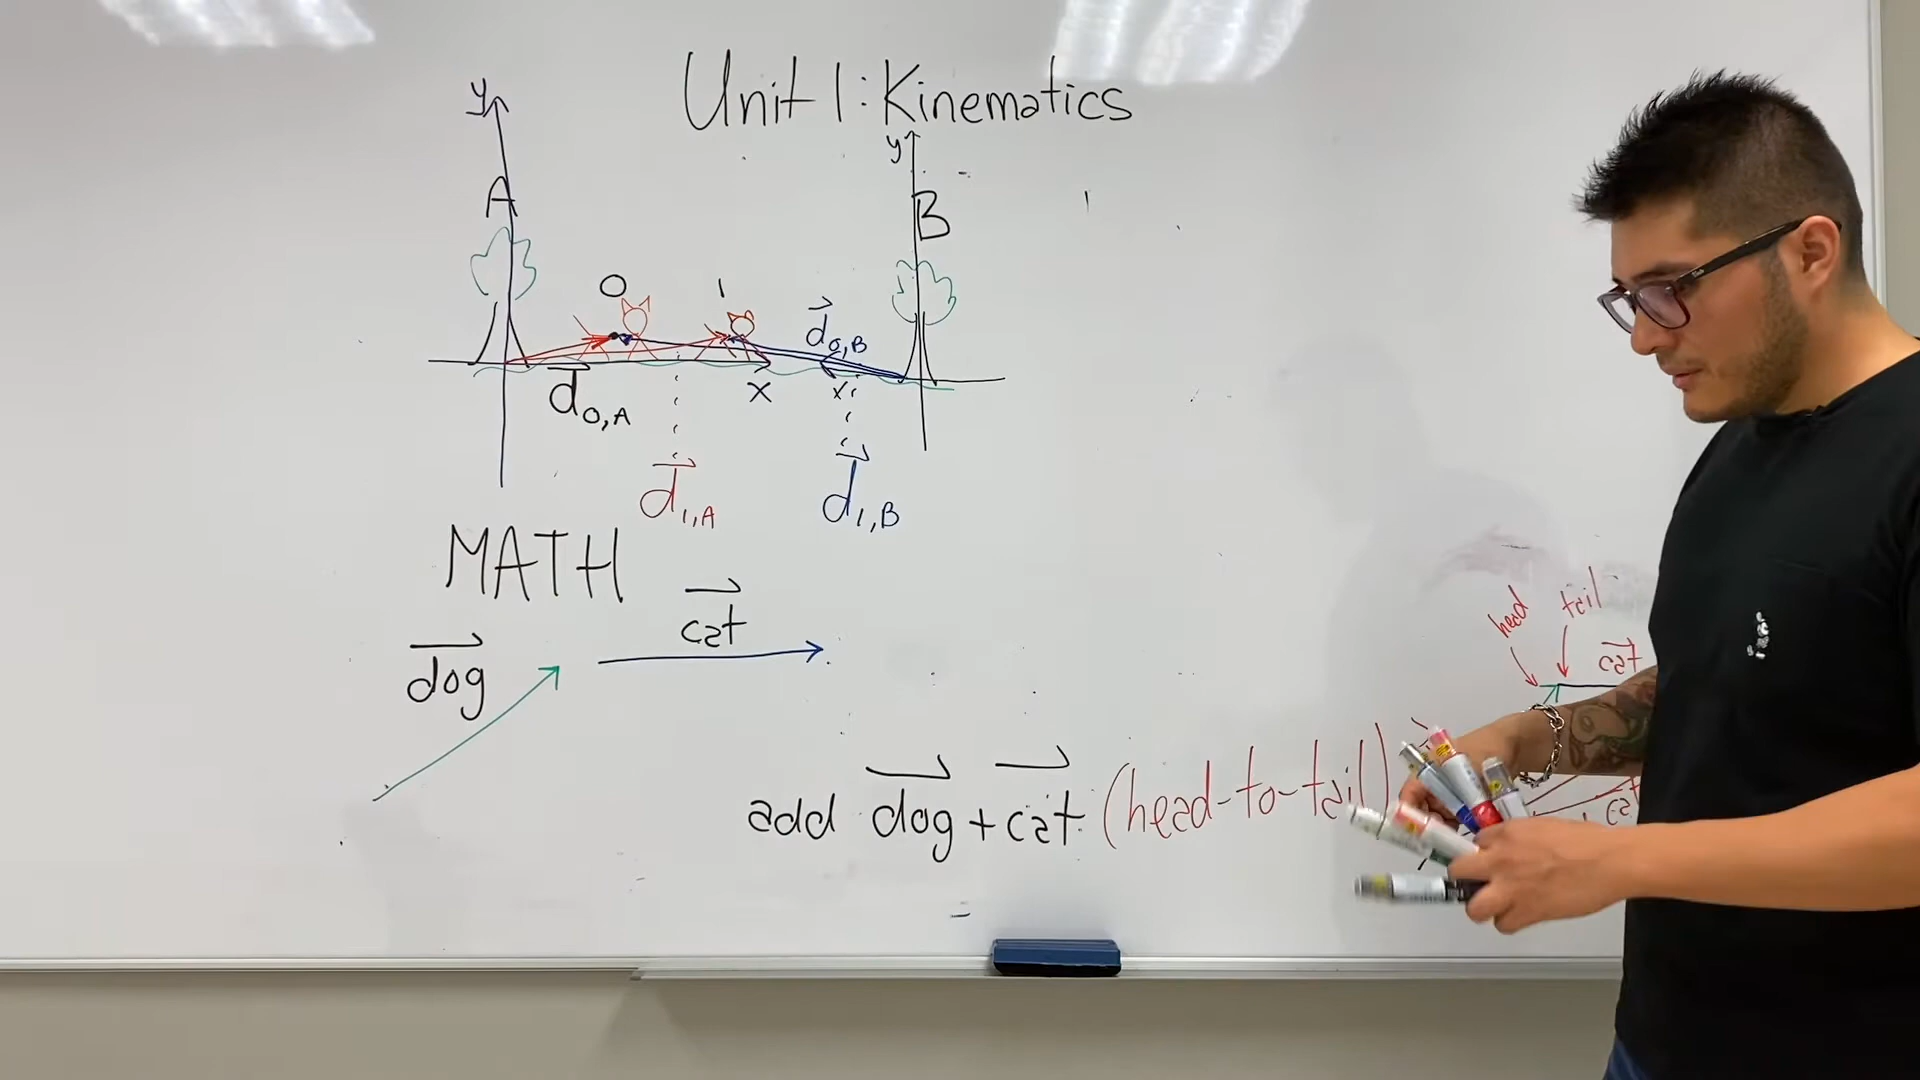 Unit 1: Kinematics
y
y
A
B
0
1
d0,B
d0,A
x
x
d1,A
d1,B
MATH
cat
dog
head
tail
cat
add dog + cat (head-to-tail)
cat